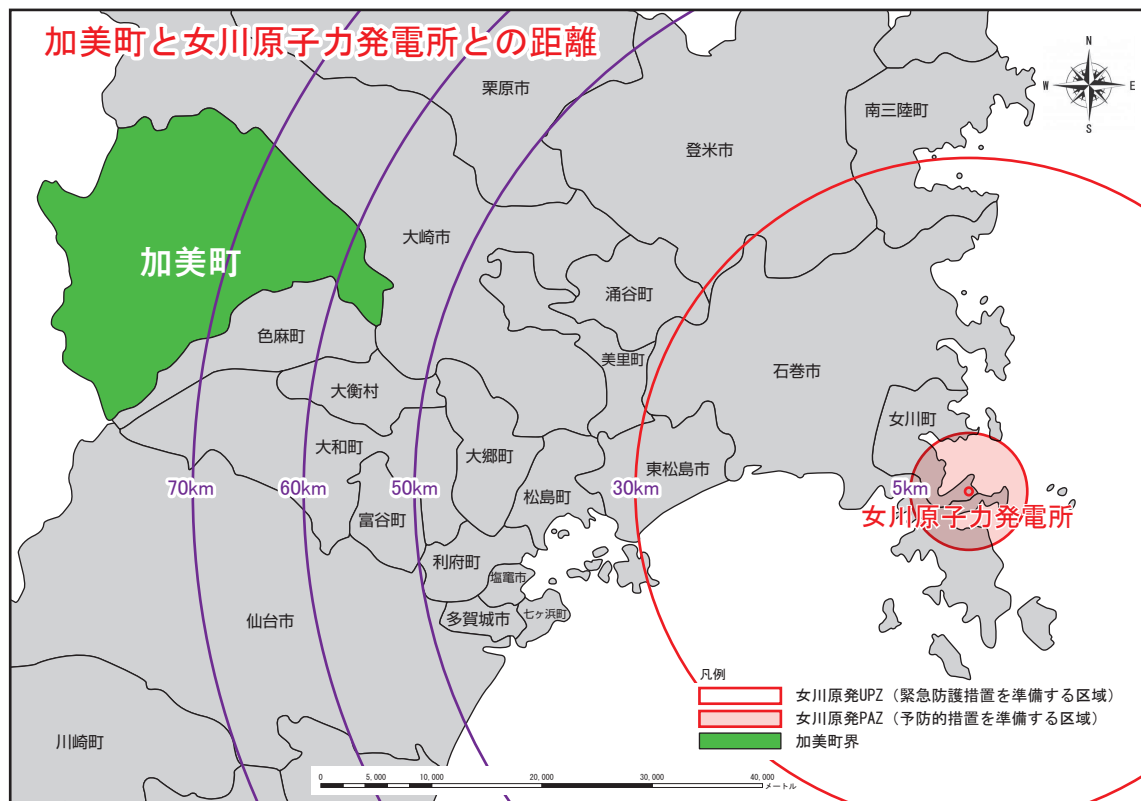 加美町と女川原子力発電所との距離
N
W
E
S
栗原市
南三陸町
登米市
大崎市
加美町
涌谷町
色麻町
美里町
石巻市
大衡村
女川町
大和町
大郷町
東松島市
70km
60km
50km
30km
5km
松島町
富谷町
女川原子力発電所
利府町
塩竈市
仙台市
多賀城市
七ヶ浜町
凡例
女川原発UPZ（緊急防護措置を準備する区域）
女川原発PAZ（予防的措置を準備する区域）
加美町界
川崎町
0 5,000 10,000 20,000 30,000 40,000
メートル